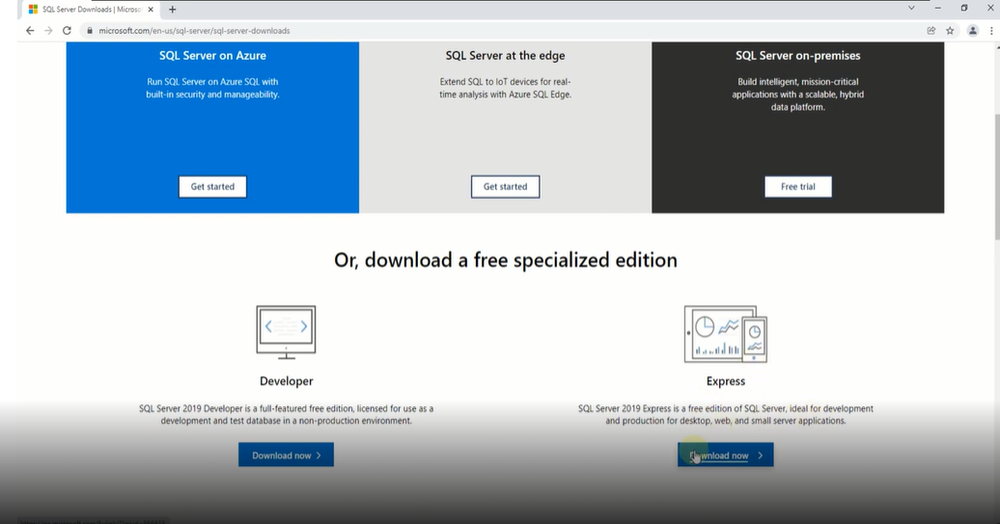 SQL Server Downloads | Microso
microsoft.com/en-us/sql-server/sql-server-downloads
SQL Server on Azure
Run SQL Server on Azure SQL with
built-in security and manageability.
Get started
SQL Server at the edge
Extend SQL to IoT devices for real-
time analysis with Azure SQL Edge.
Get started
SQL Server on-premises
Build intelligent, mission-critical
applications with a scalable, hybrid
data platform.
Free trial
Or, download a free specialized edition
Developer
SQL Server 2019 Developer is a full-featured free edition, licensed for use as a
development and test database in a non-production environment.
Download now
Express
SQL Server 2019 Express is a free edition of SQL Server, ideal for development
and production for desktop, web, and small server applications.
Download now